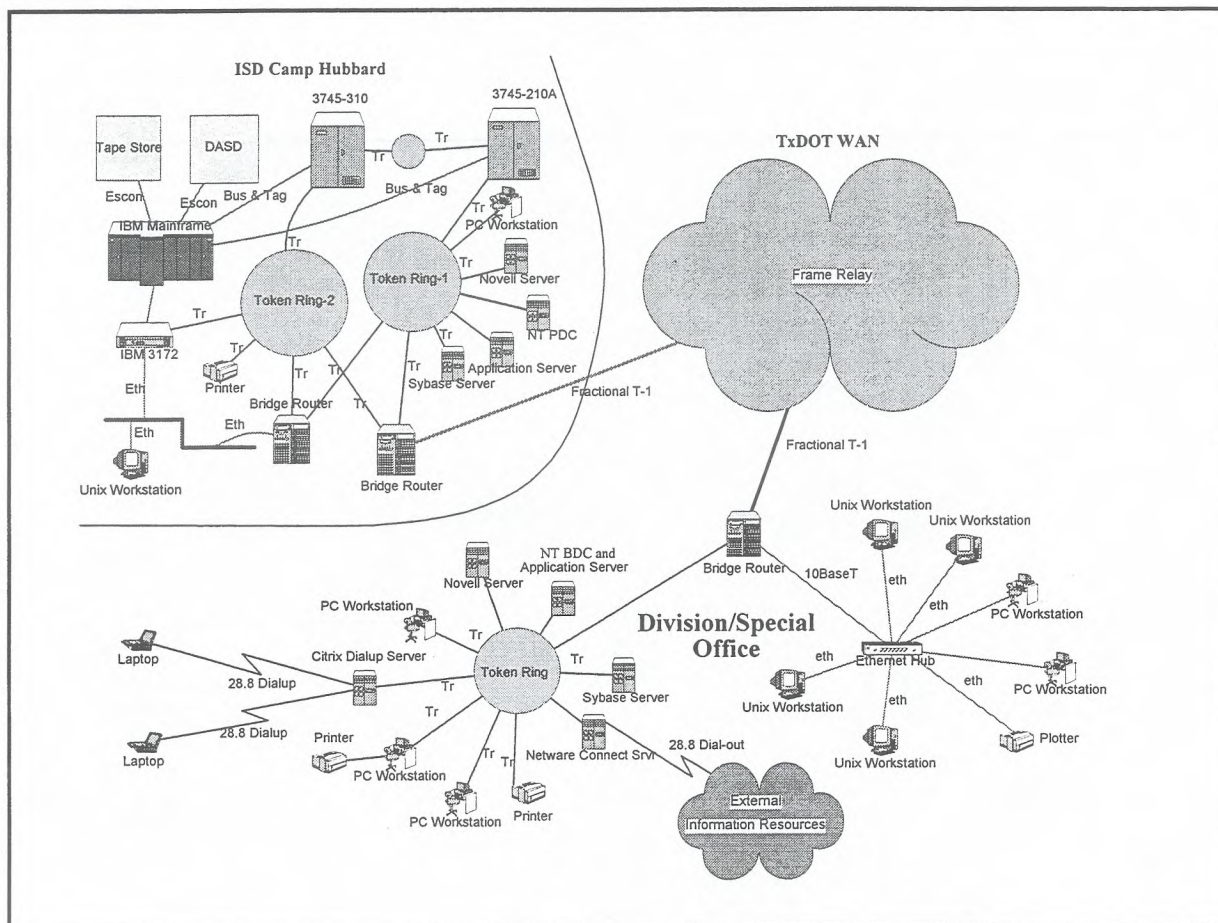 ISD Camp Hubbard
3745-310
3745-210A
Tape Store
DASD
Tr
Tr
Escon
Escon
Bus & Tag
Bus & Tag
IBM Mainframe
Tr
PC Workstation
Tr
Tr
Token Ring-2
Token Ring-1
Novell Server
NT PDC
Tr
IBM 3172
Tr
Printer
Tr
Tr
Tr
Tr
Tr
Sybase Server
Application Server
Eth
Bridge Router
Eth
Eth
Unix Workstation
Bridge Router
Fractional T-1
TxDOT WAN
Frame Relay
Fractional T-1
Bridge Router
10BaseT
Unix Workstation
Unix Workstation
eth
eth
PC Workstation
Ethernet Hub
PC Workstation
eth
Unix Workstation
eth
eth
Unix Workstation
Plotter
Division/Special
Office
Novell Server
NT BDC and
Application Server
PC Workstation
Tr
Laptop
Citrix Dialup Server
28.8 Dialup
Tr
Token Ring
Tr
Sybase Server
28.8 Dialup
Laptop
Tr
Printer
PC Workstation
Tr
Tr
PC Workstation
Printer
Netware Connect Srvr
28.8 Dial-out
External
Information Resources